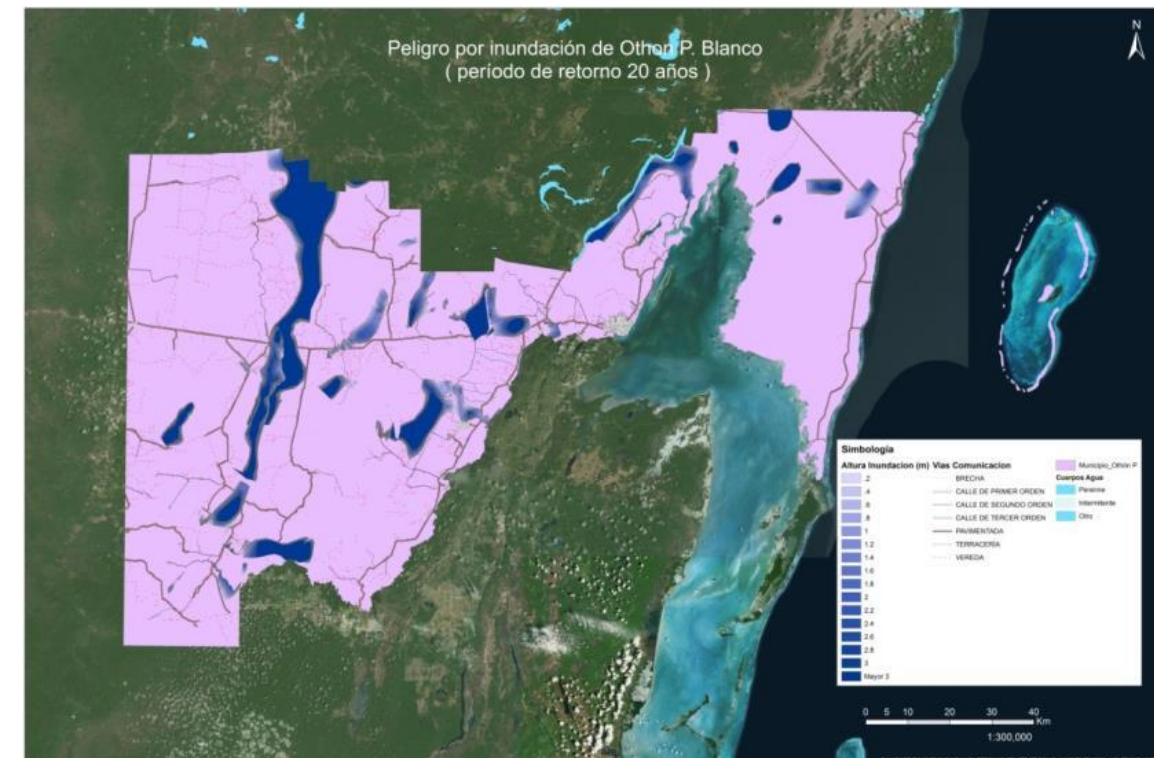 Peligro por inundación de Othon P. Blanco
( período de retorno 20 años )
N
Simbología
Altura Inundacion (m)
.2
.4
.6
.8
1
1.2
1.4
1.6
1.8
2
2.2
2.4
2.6
2.8
3
Mayor 3
Vias Comunicacion
BRECHA
CALLE DE PRIMER ORDEN
CALLE DE SEGUNDO ORDEN
CALLE DE TERCER ORDEN
PAVIMENTADA
TERRACERÍA
VEREDA
Municipio_Othón P
Cuerpos Agua
Perenne
Intermitente
Otro
0 5 10 20 30 40
Km
1:300,000